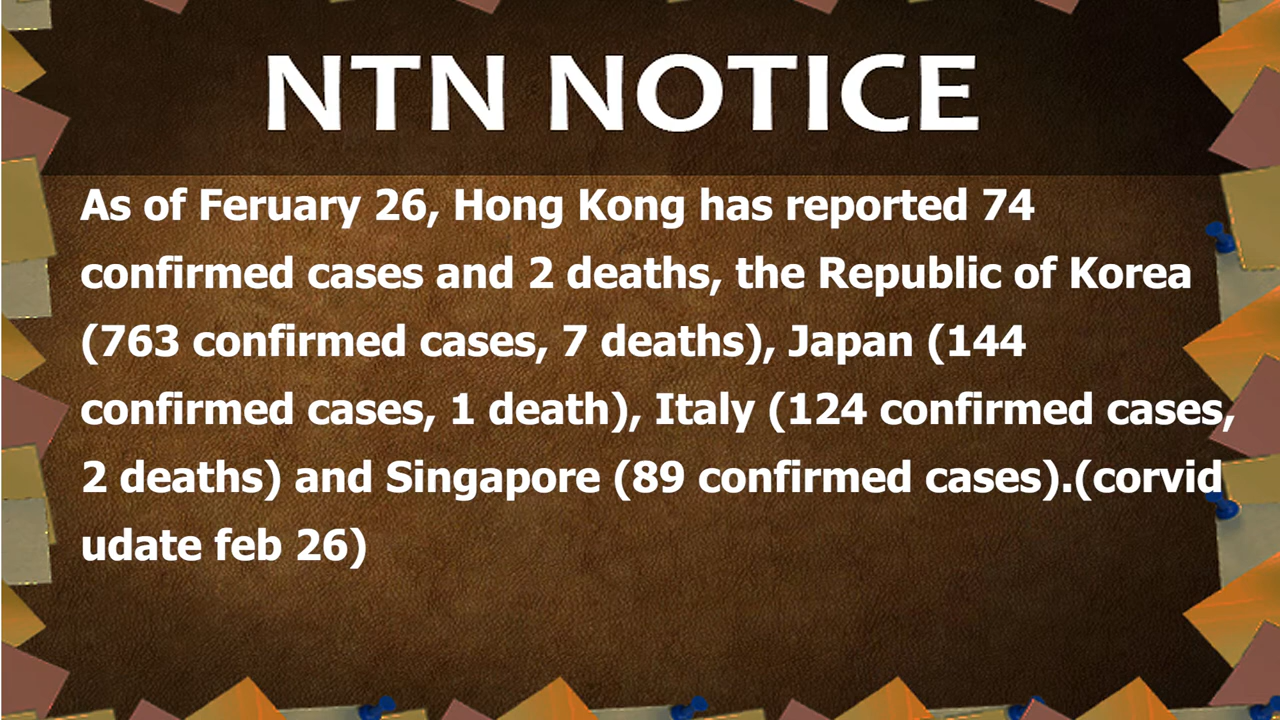 NTN NOTICE
As of Feruary 26, Hong Kong has reported 74
confirmed cases and 2 deaths, the Republic of Korea
(763 confirmed cases, 7 deaths), Japan (144
confirmed cases, 1 death), Italy (124 confirmed cases,
2 deaths) and Singapore (89 confirmed cases).(corvid
udate feb 26)